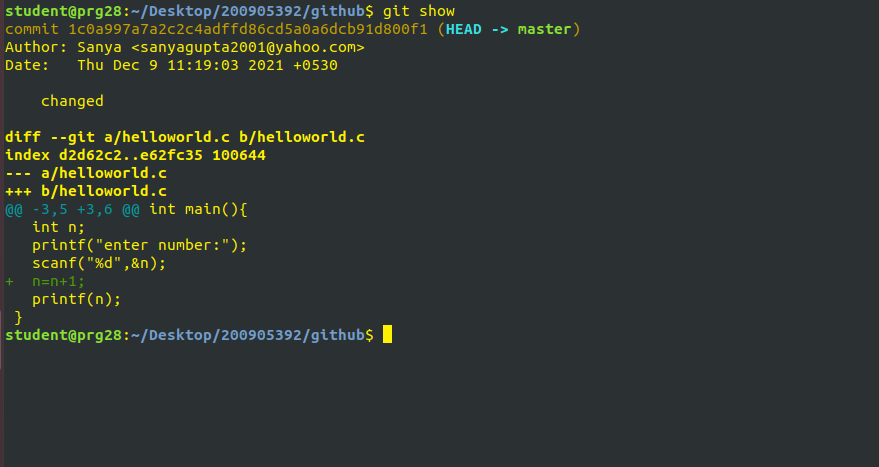 student@prg28:~/Desktop/200905392/github$ git show
commit 1c0a997a7a2c2c4adffd86cd5a0a6dcb91d800f1 (HEAD -> master)
Author: Sanya <sanyagupta2001@yahoo.com>
Date:   Thu Dec 9 11:19:03 2021 +0530

    changed

diff --git a/helloworld.c b/helloworld.c
index d2d62c2..e62fc35 100644
--- a/helloworld.c
+++ b/helloworld.c
@@ -3,5 +3,6 @@ int main(){
   int n;
   printf("enter number:");
   scanf("%d",&n);
+  n=n+1;
   printf(n);
 }
student@prg28:~/Desktop/200905392/github$